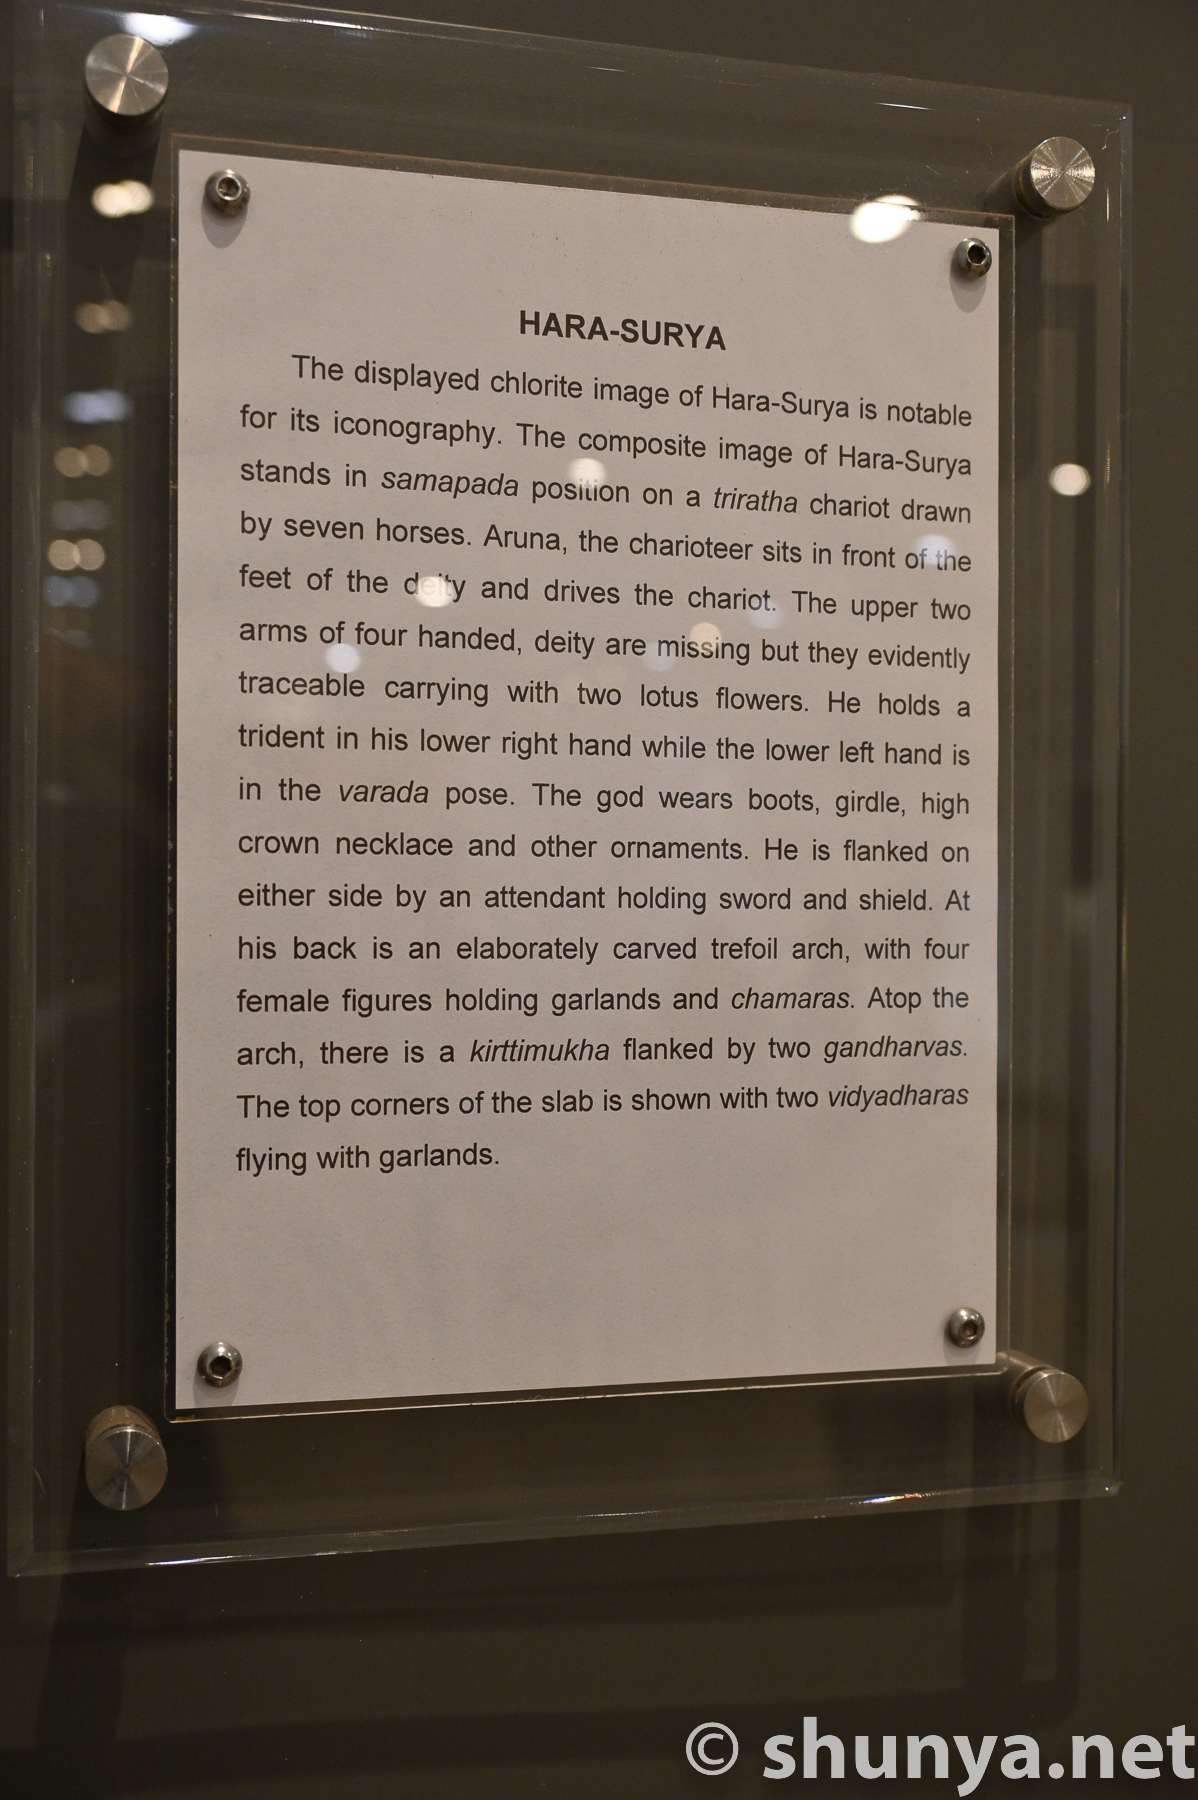 HARA-SURYA
The displayed chlorite image of Hara-Surya is notable
for its iconography. The composite image of Hara-Surya
stands in samapada position on a triratha chariot drawn
by seven horses. Aruna, the charioteer sits in front of the
feet of the deity and drives the chariot. The upper two
arms of four handed, deity are missing but they evidently
traceable carrying with two lotus flowers. He holds a
trident in his lower right hand while the lower left hand is
in the varada pose. The god wears boots, girdle, high
crown necklace and other ornaments. He is flanked on
either side by an attendant holding sword and shield. At
his back is an elaborately carved trefoil arch, with four
female figures holding garlands and chamaras. Atop the
arch, there is a kirttimukha flanked by two gandharvas.
The top corners of the slab is shown with two vidyadharas
flying with garlands.
© shunya.net